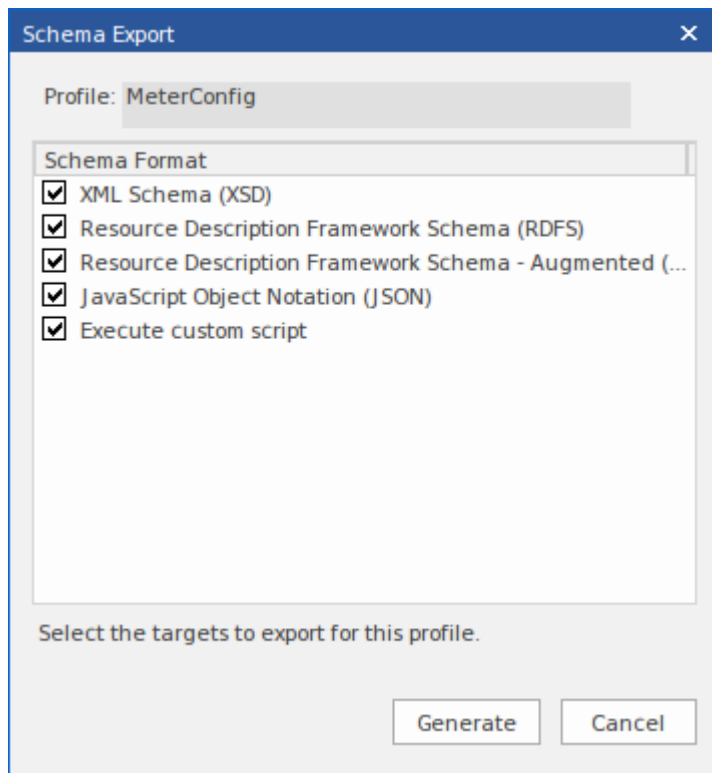 Schema Export
Profile: MeterConfig
Schema Format
XML Schema (XSD)
Resource Description Framework Schema (RDFS)
Resource Description Framework Schema - Augmented (...
JavaScript Object Notation (JSON)
Execute custom script
Select the targets to export for this profile.
Generate Cancel